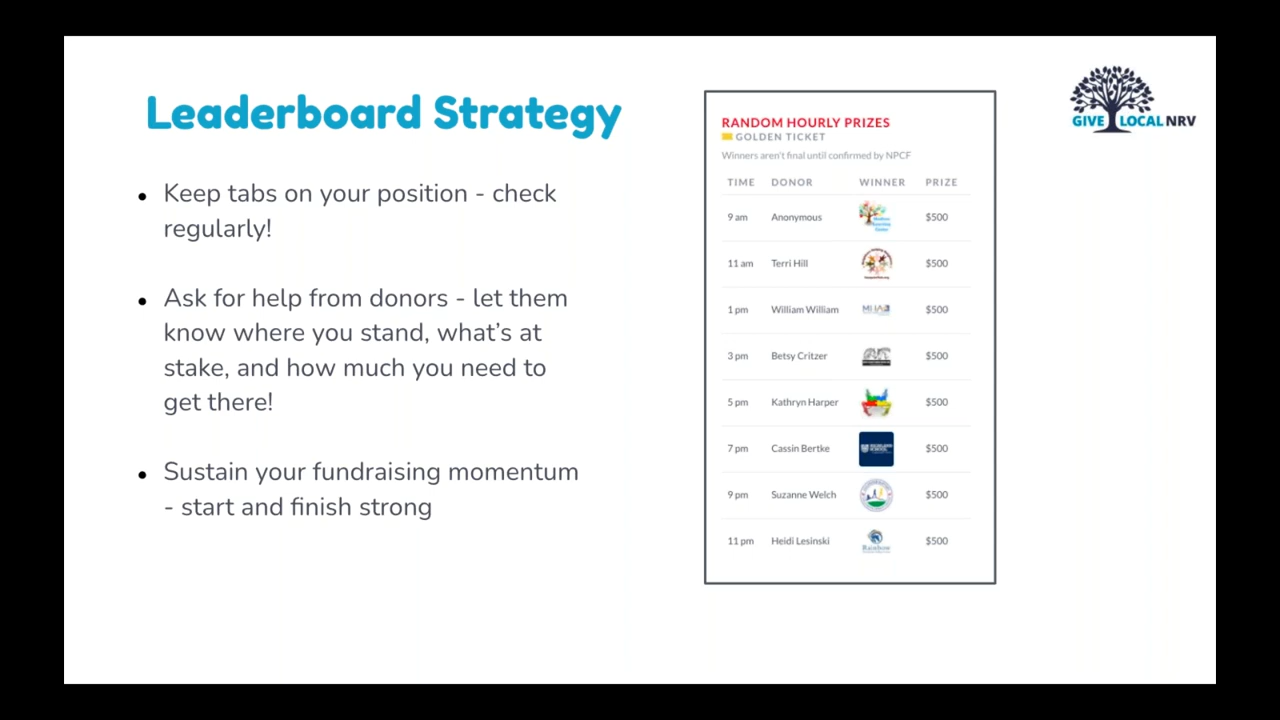 Leaderboard Strategy
Keep tabs on your position - check
regularly!
Ask for help from donors - let them
know where you stand, what's at
stake, and how much you need to
get there!
Sustain your fundraising momentum
- start and finish strong
RANDOM HOURLY PRIZES
GOLDEN TICKET
Winners aren't final until confirmed by NPCF
TIME DONOR WINNER PRIZE
9 am Anonymous $500
11 am Terri Hill $500
1 pm William William $500
3 pm Betsy Critzer $500
5 pm Kathryn Harper $500
7 pm Cassin Bertke $500
9 pm Suzanne Welch $500
11 pm Heidi Lesinski Rainbow $500
GIVE LOCAL NRV